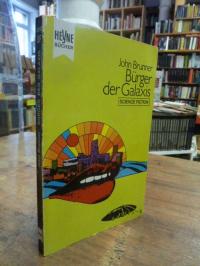 HEYNE
BÜCHER
John Brunner
Bürger
der Galaxis
SCIENCE FICTION